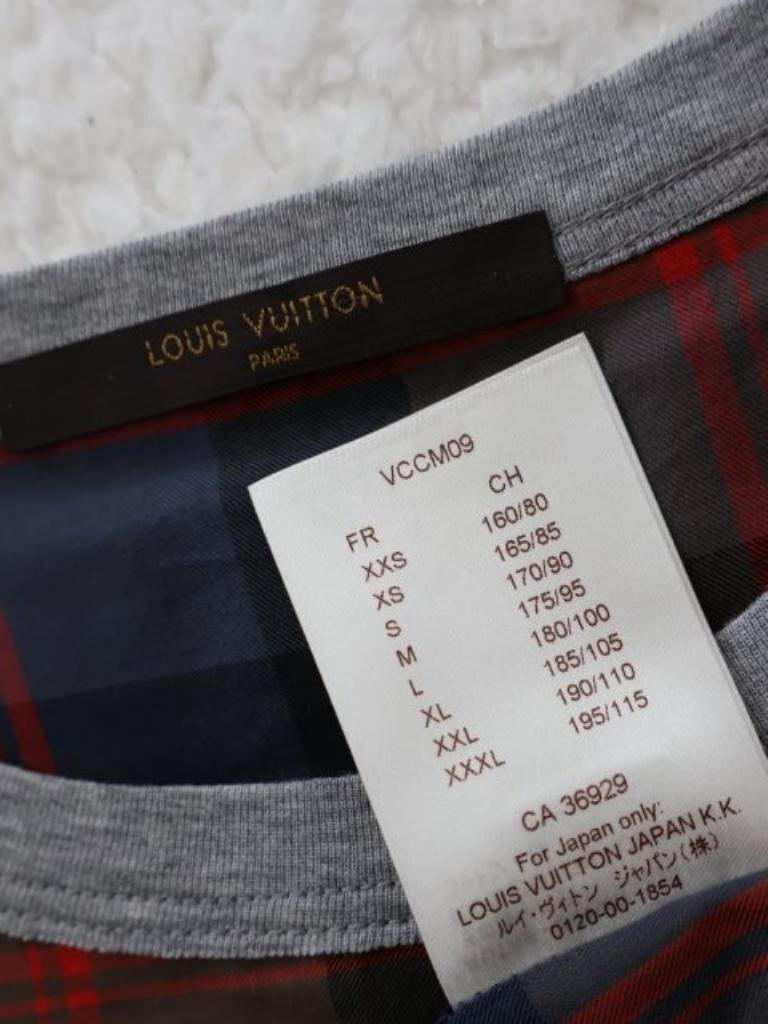 LOUIS VUITTON
PARIS
VCCM09
FR CH
XXS 160/80
XS 165/85
S 170/90
M 175/95
L 180/100
XL 185/105
XXL 190/110
XXXL 195/115
CA 36929
For Japan only:
LOUIS VUITTON JAPAN K.K.
ルイ・ヴィトン ジャパン(株)
0120-00-1854